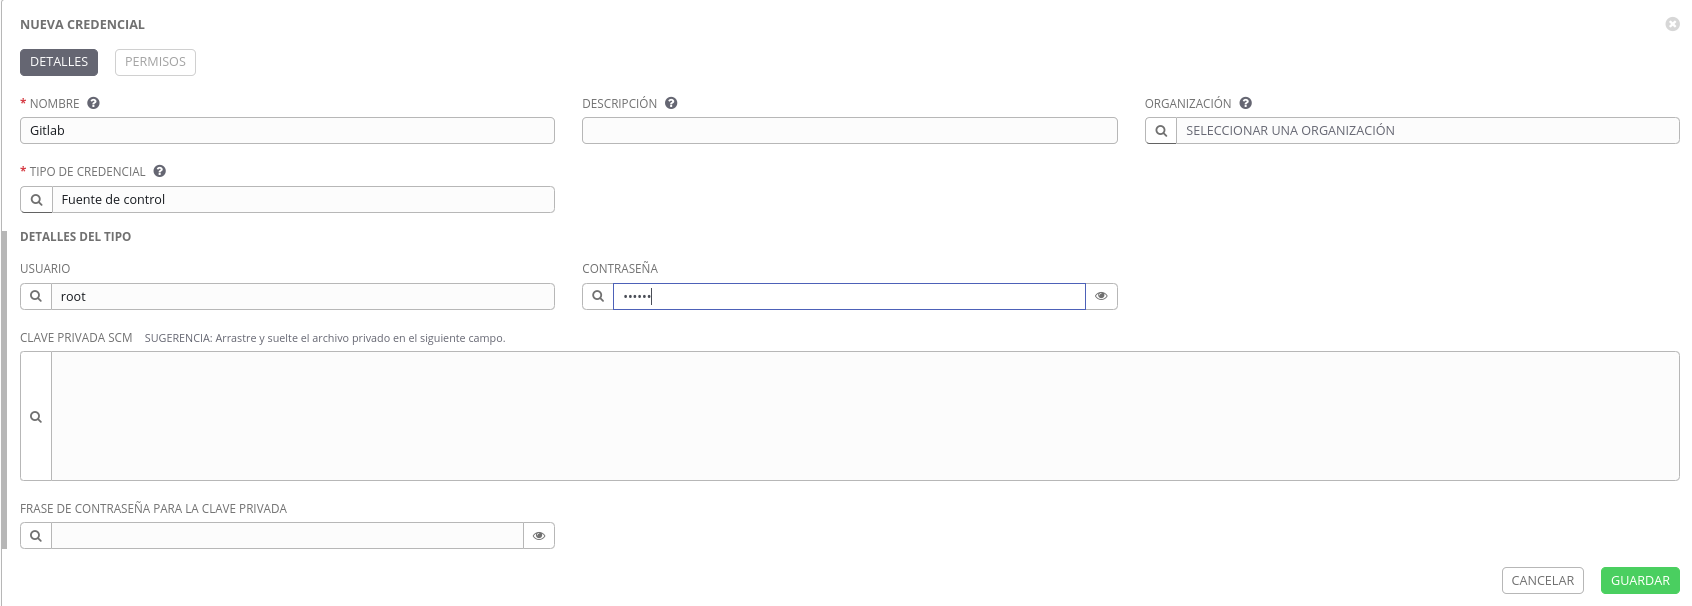 NUEVA CREDENCIAL
DETALLES PERMISOS
* NOMBRE DESCRIPCIÓN ORGANIZACIÓN
Gitlab SELECCIONAR UNA ORGANIZACIÓN
* TIPO DE CREDENCIAL
Fuente de control
DETALLES DEL TIPO
USUARIO CONTRASEÑA
root ••••••
CLAVE PRIVADA SCM SUGERENCIA: Arrastre y suelte el archivo privado en el siguiente campo.
FRASE DE CONTRASEÑA PARA LA CLAVE PRIVADA
CANCELAR GUARDAR